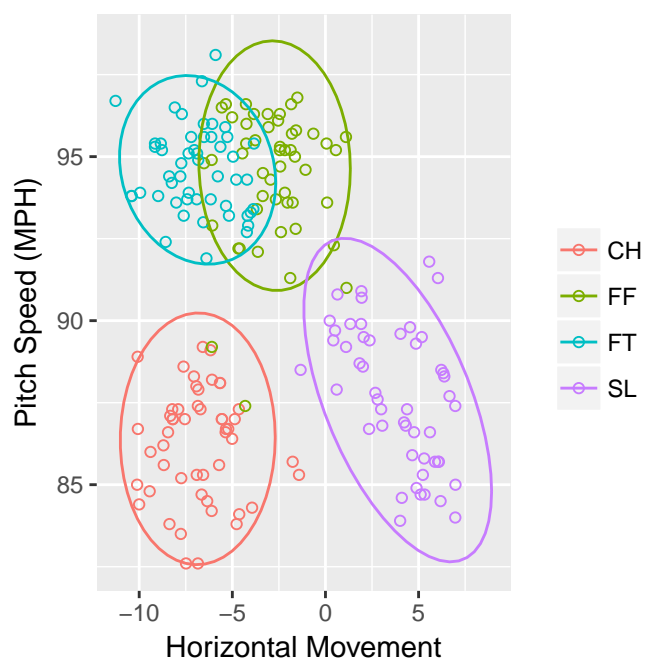 95
90
85
−10
−5
0
5
Horizontal Movement
Pitch Speed (MPH)
CH
FF
FT
SL